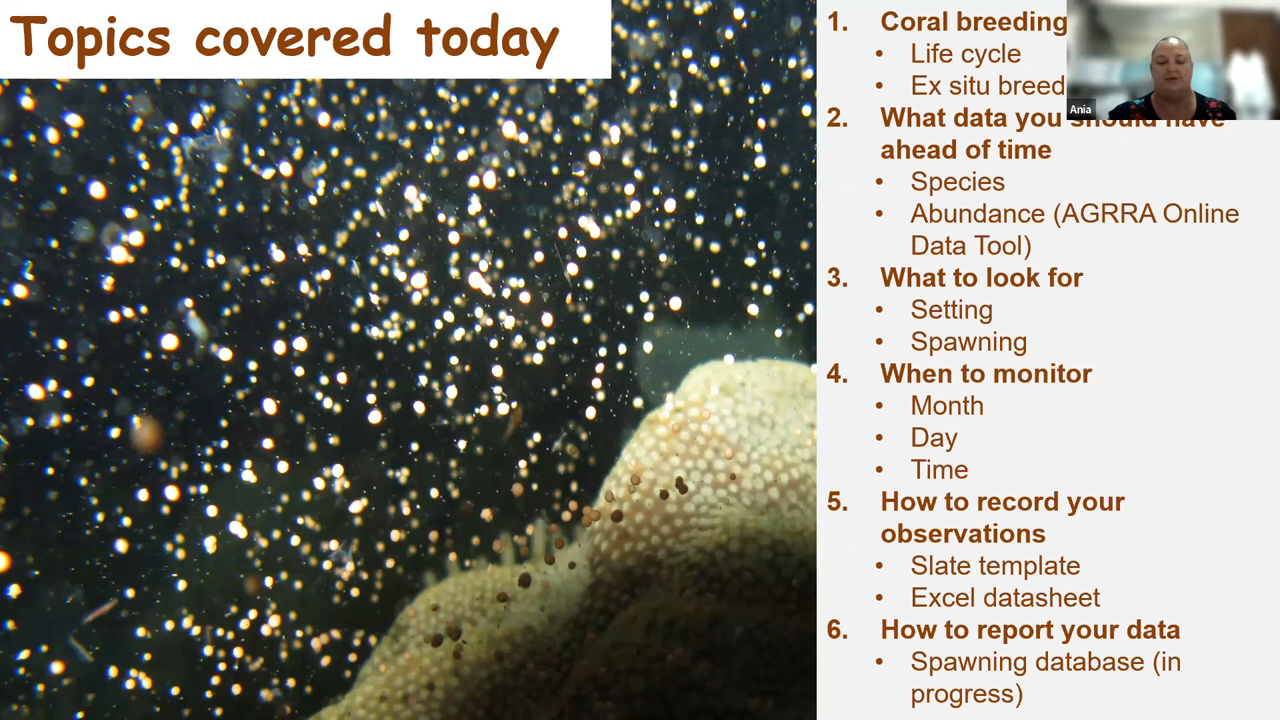 Topics covered today
1. Coral breeding
• Life cycle
• Ex situ breed
2. What data you should have
ahead of time
• Species
• Abundance (AGRRA Online
Data Tool)
3. What to look for
• Setting
• Spawning
4. When to monitor
• Month
• Day
• Time
5. How to record your
observations
• Slate template
• Excel datasheet
6. How to report your data
• Spawning database (in
progress)
Ania